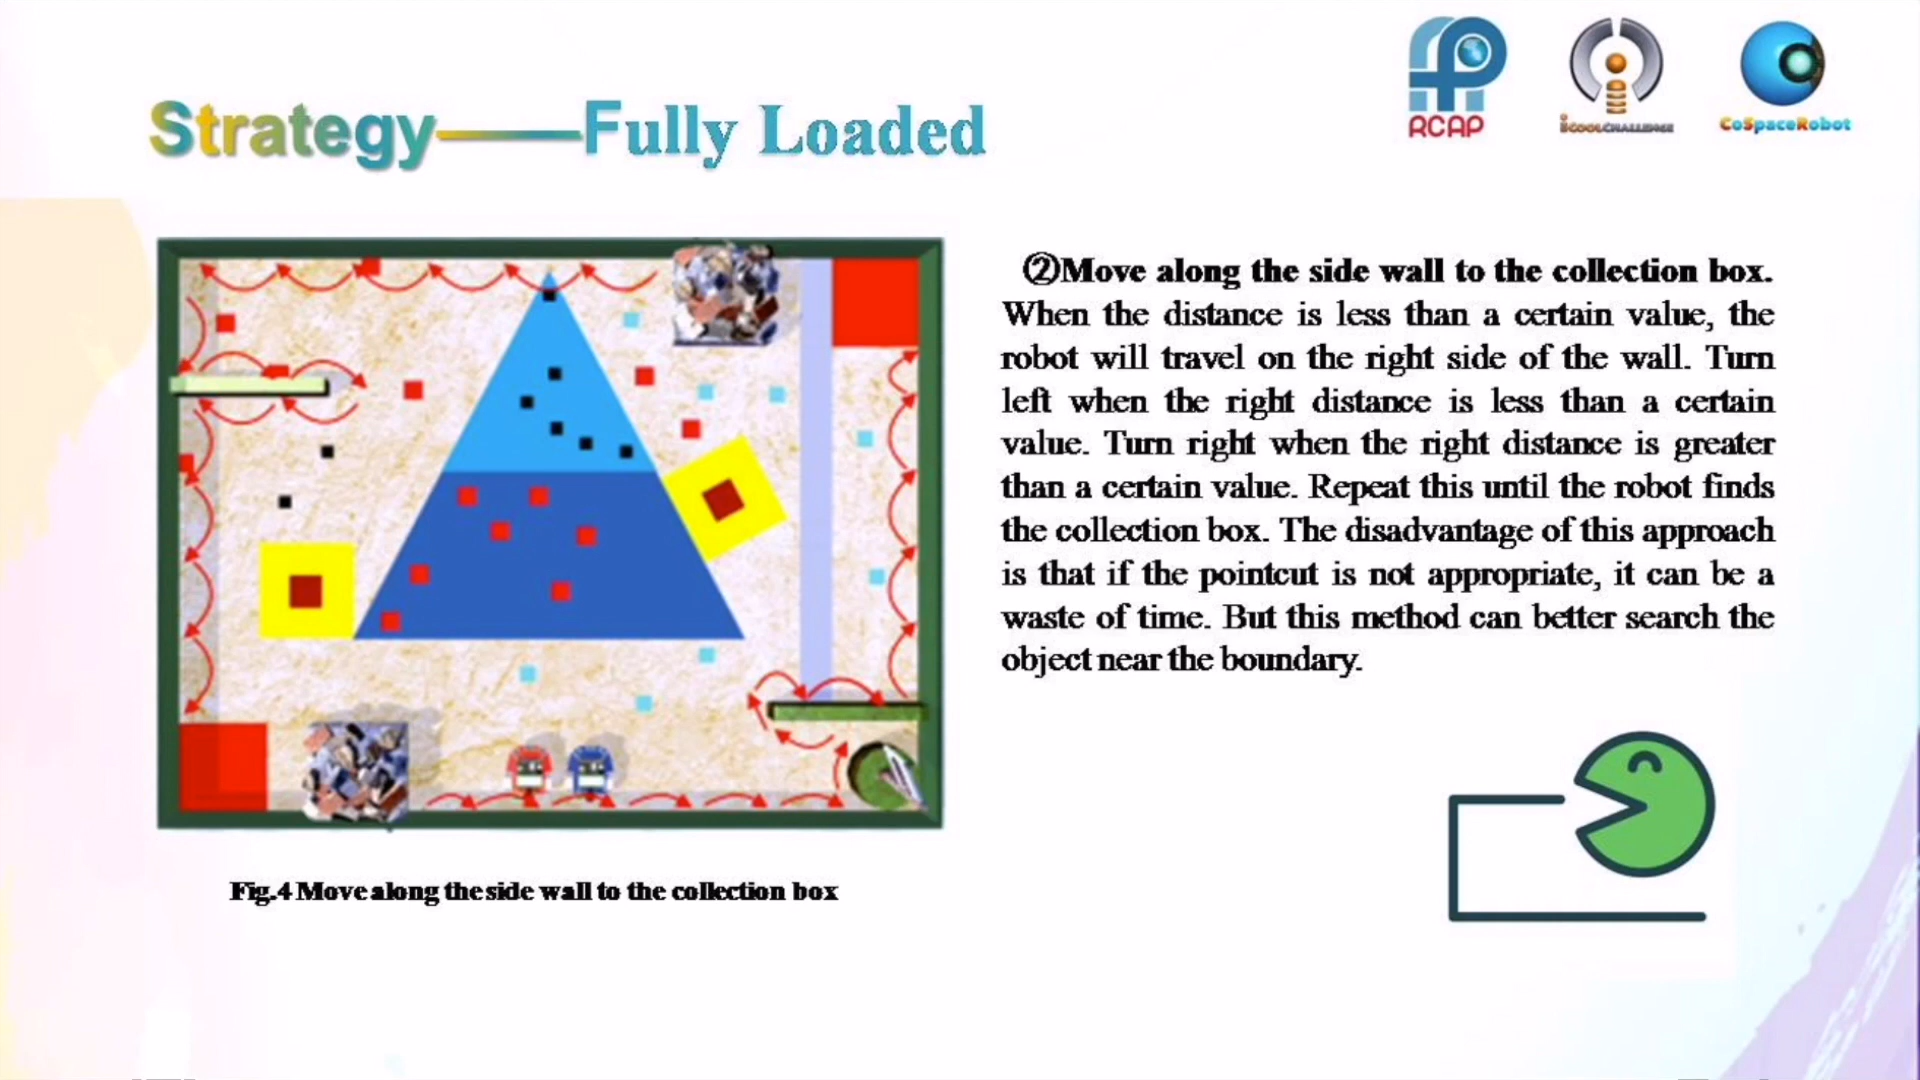 RCAP
iCOOLCHALLENGE
CoSpaceRobot
Strategy——Fully Loaded
②Move along the side wall to the collection box.
When the distance is less than a certain value, the
robot will travel on the right side of the wall. Turn
left when the right distance is less than a certain
value. Turn right when the right distance is greater
than a certain value. Repeat this until the robot finds
the collection box. The disadvantage of this approach
is that if the pointcut is not appropriate, it can be a
waste of time. But this method can better search the
object near the boundary.
Fig.4 Move along the side wall to the collection box